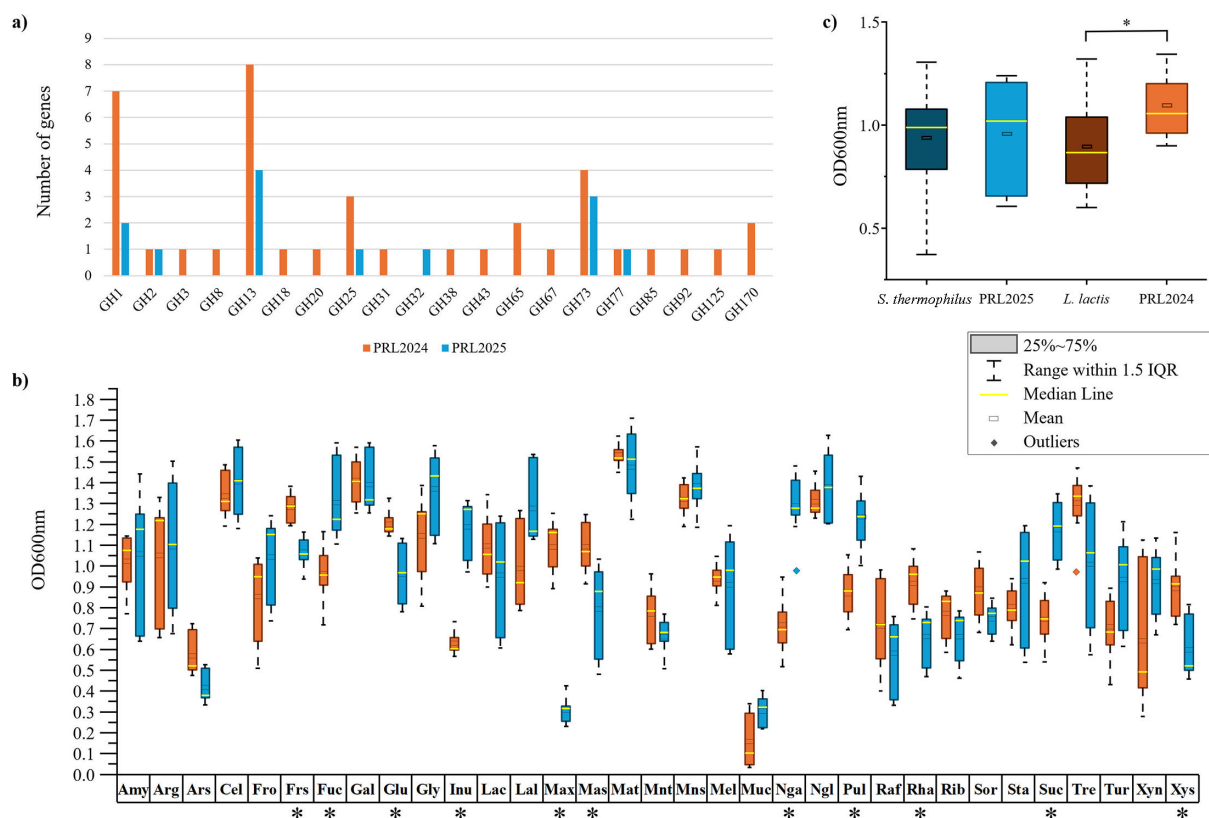 a)
Number of genes
9
8
7
6
5
4
3
2
1
0
GH1 GH2 GH3 GH8 GH13 GH18 GH20 GH25 GH31 GH32 GH38 GH43 GH65 GH67 GH73 GH77 GH85 GH92 GH125 GH170
PRL2024 PRL2025
c)
OD600nm
1.5
1.0
0.5
*
S. thermophilus PRL2025 L. lactis PRL2024
25%~75%
Range within 1.5 IQR
Median Line
Mean
Outliers
b)
OD600nm
1.8
1.7
1.6
1.5
1.4
1.3
1.2
1.1
1.0
0.9
0.8
0.7
0.6
0.5
0.4
0.3
0.2
0.1
0.0
Amy Arg Ars Cel Fro Frs Fuc Gal Glu Gly Inu Lac Lal Max Mas Mat Mnt Mns Mel Muc Nga Ngl Pul Raf Rha Rib Sor Sta Suc Tre Tur Xyn Xys
* * * * * * * * * * *